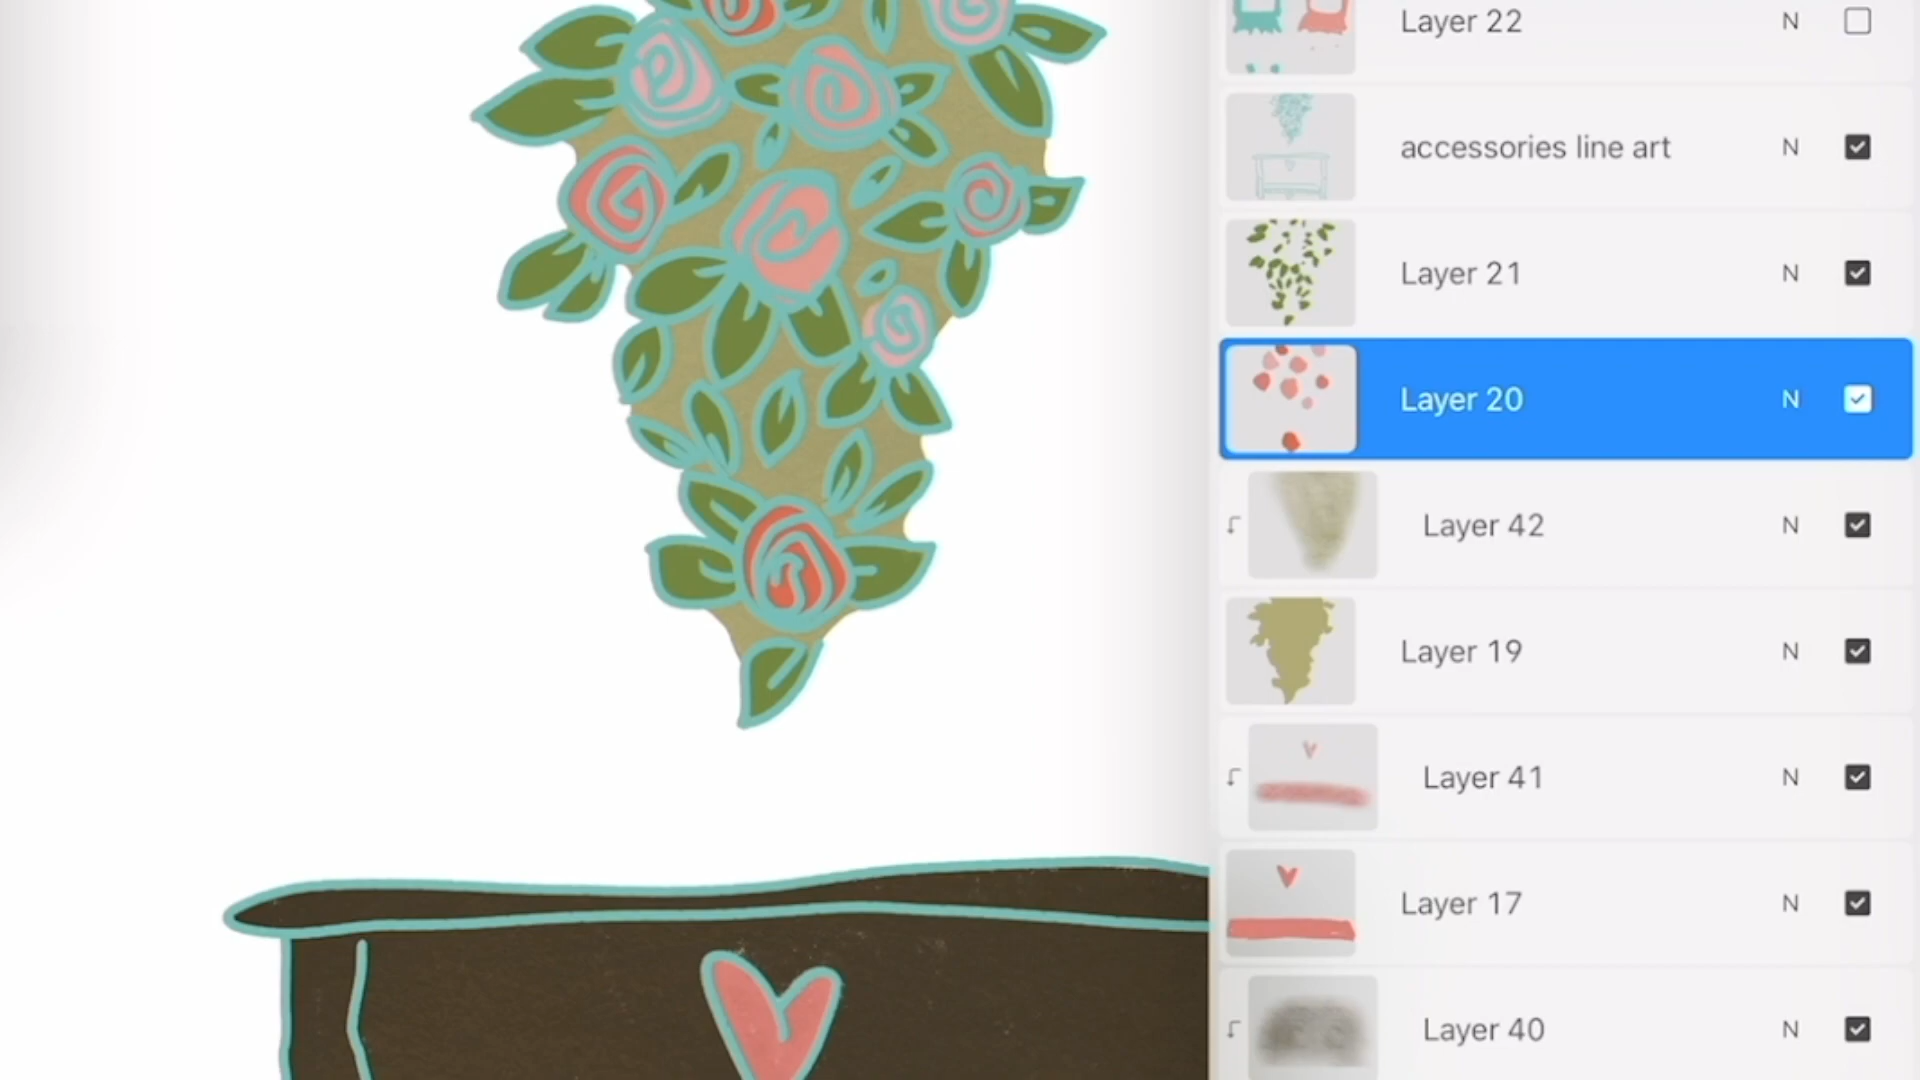 Layer 22 N
accessories line art N
Layer 21 N
Layer 20 N
Layer 42 N
Layer 19 N
Layer 41 N
Layer 17 N
Layer 40 N